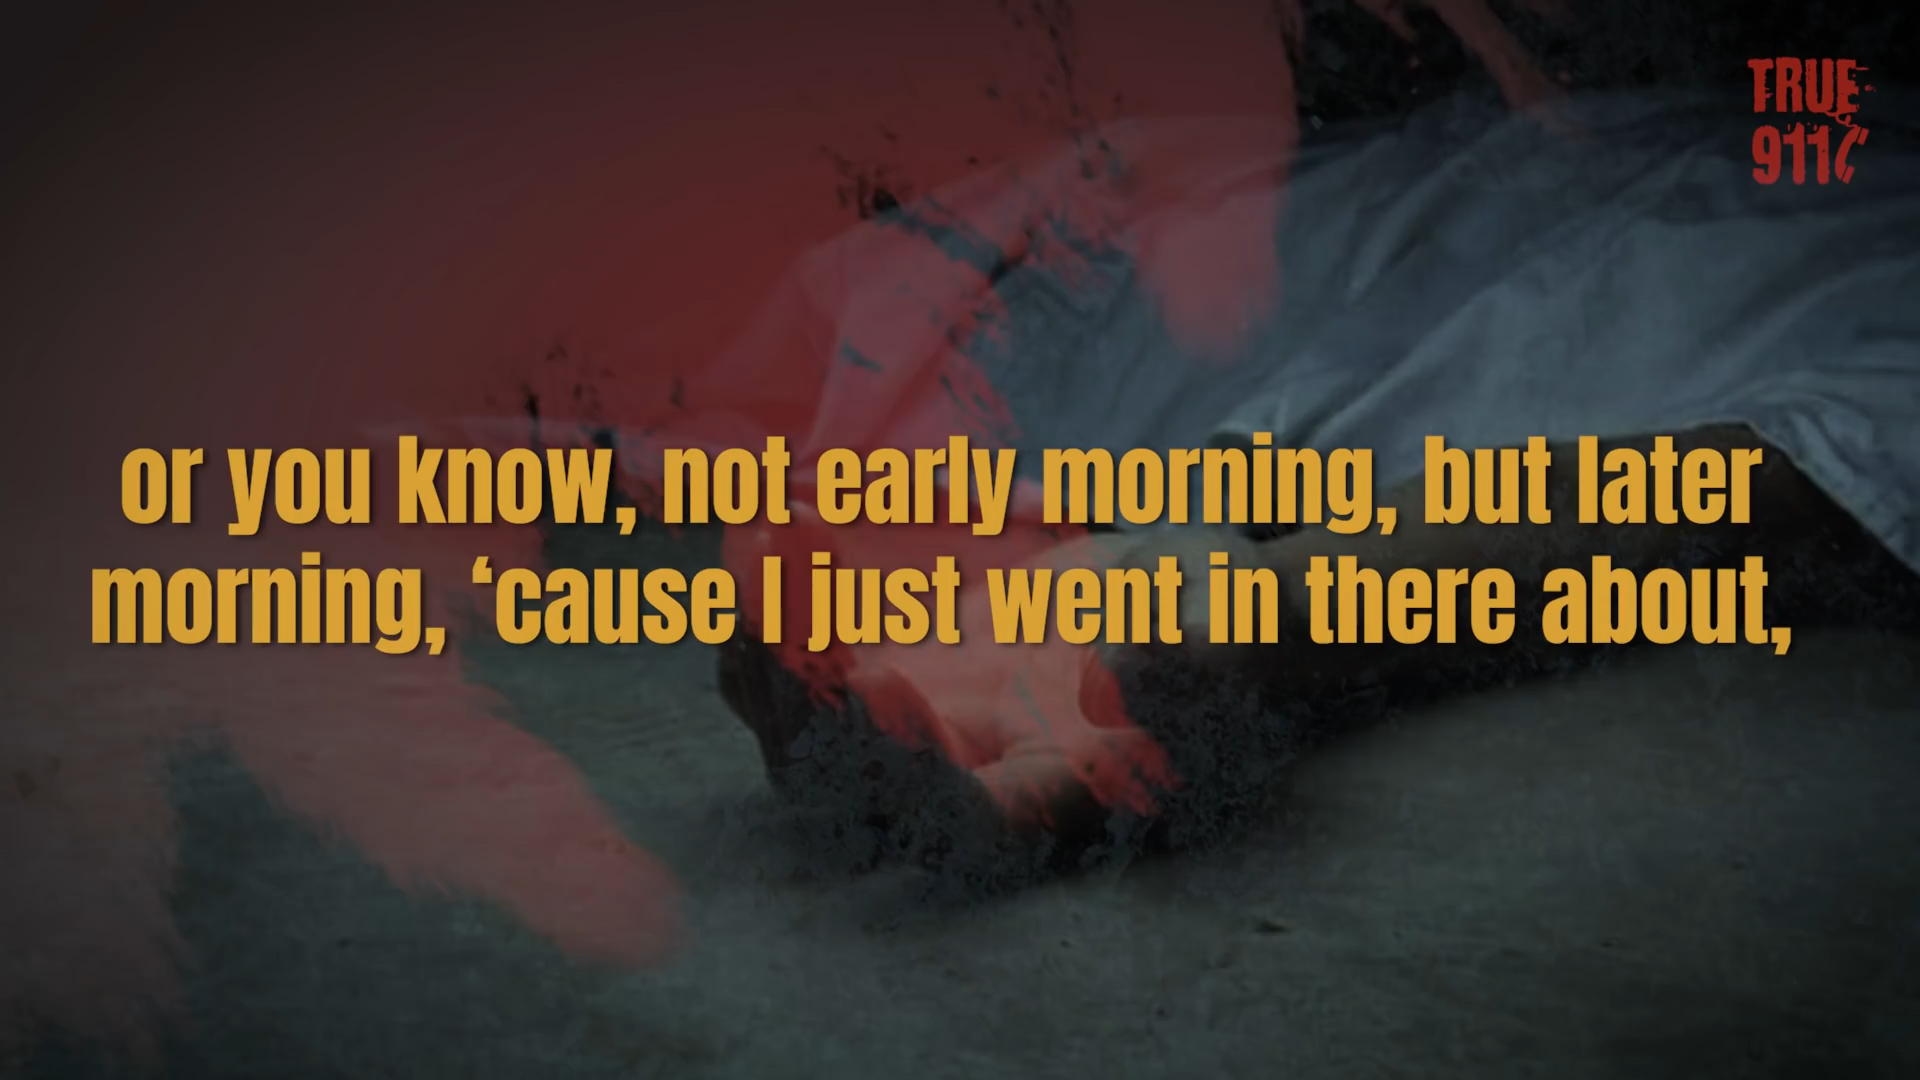 TRUE
911
or you know, not early morning, but later
morning, ‘cause I just went in there about,